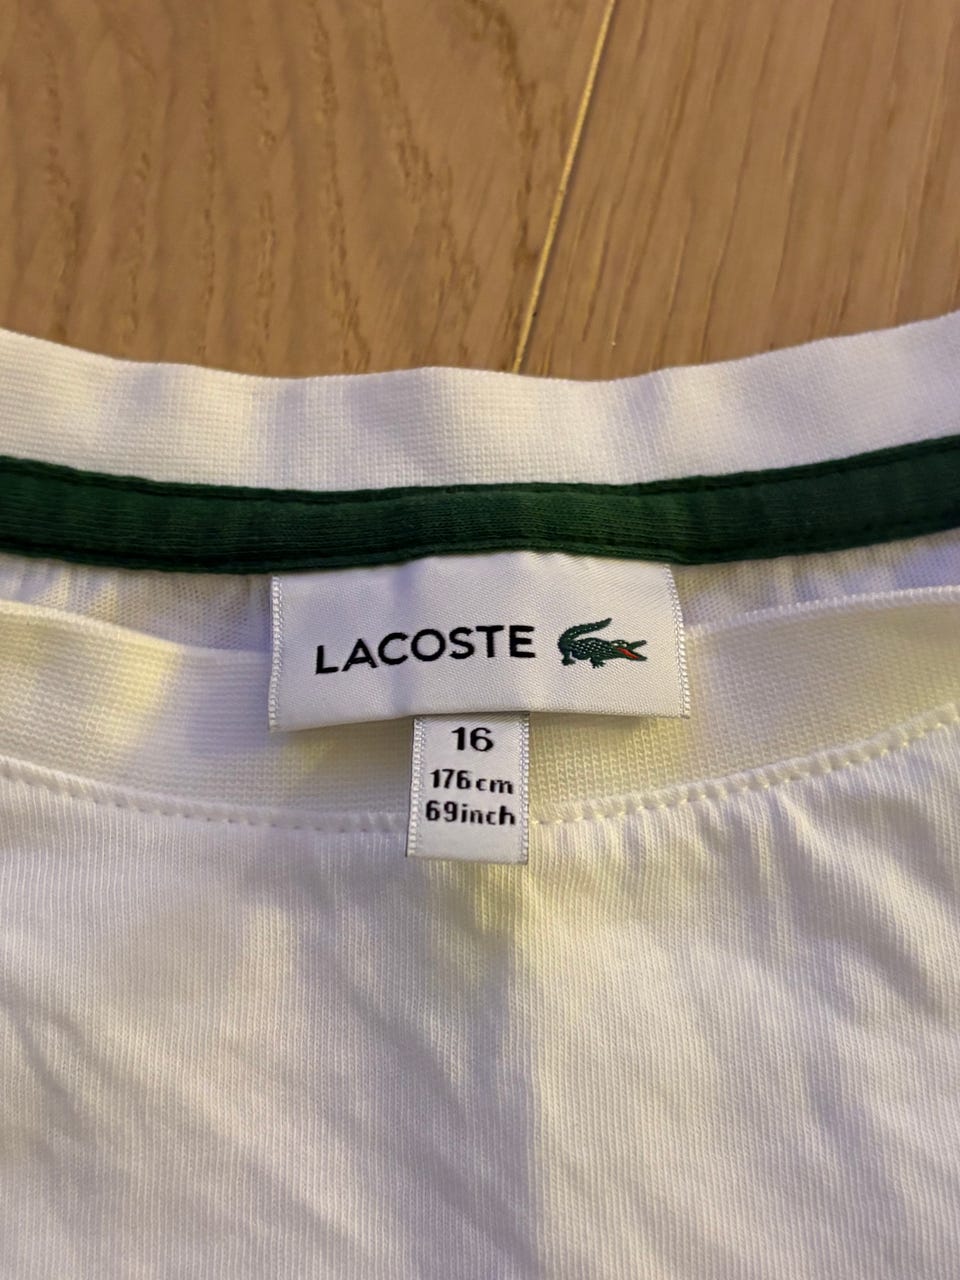 LACOSTE
16
176cm
69inch